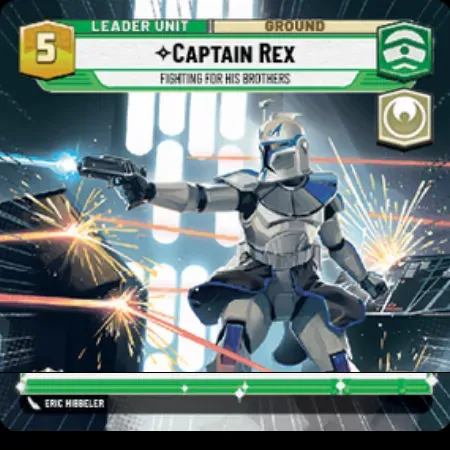 LEADER UNIT GROUND
5
Captain Rex
FIGHTING FOR HIS BROTHERS
ERIC HIBBELER